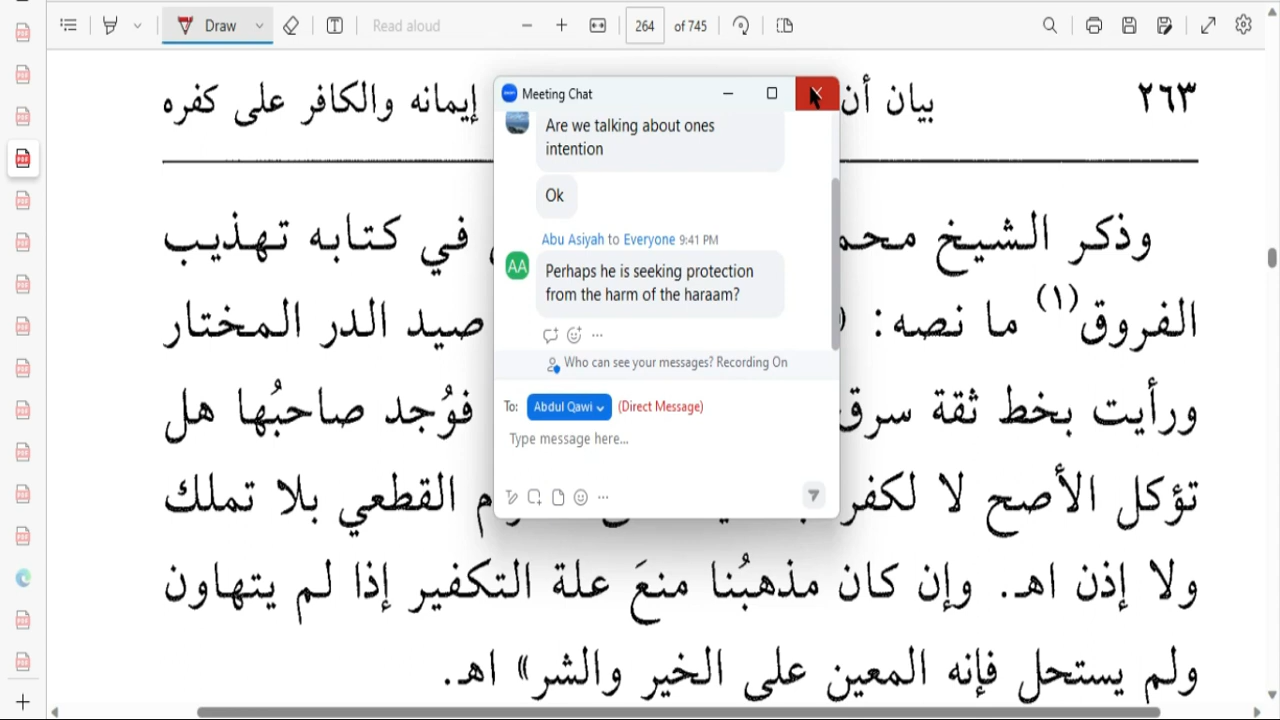 Draw
Read aloud
264 of 745
بيان أن إيمانه والكافر على كفره ٢٦٣
Meeting Chat
Are we talking about ones
intention
Ok
Abu Asiyah to Everyone 9:41 PM
AA
Perhaps he is seeking protection
from the harm of the haraam?
Who can see your messages? Recording On
To: Abdul Qawi (Direct Message)
Type message here...
وذكر الشيخ في كتابه تهذيب
الفروق(١) ما نصه: صيد الدر المختار
ورأيت بخط ثقة سرق فوُجد صاحبُها هل
تؤكل الأصح لا لكفر القطعي بلا تملك
ولا إذن اهـ. وإن كان مذهبُنا منعَ علة التكفير إذا لم يتهاون
ولم يستحل فإنه المعين على الخير والشر» اهـ.